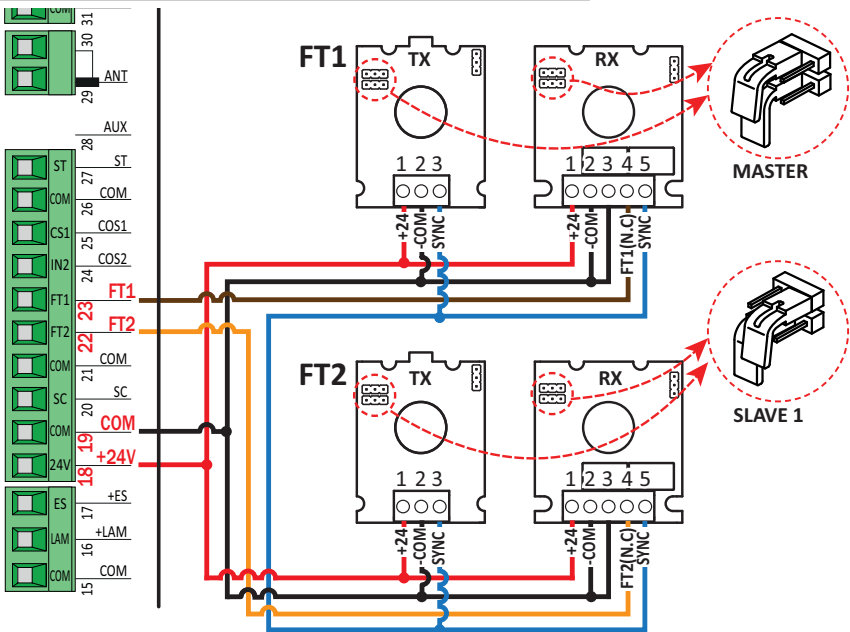 COM
31
30
29
ANT
AUX
28
ST
ST
27
COM
COM
26
CS1
COS1
25
IN2
COS2
24
FT1
FT1
23
FT2
FT2
22
COM
COM
21
SC
SC
20
COM
COM
19
24V
+24V
18
ES
+ES
17
LAM
+LAM
16
COM
COM
15
FT1
TX
1 2 3
+24
-COM
SYNC
RX
1 2 3 4 5
+24
-COM
FT1(N.C)
SYNC
MASTER
FT2
TX
1 2 3
+24
-COM
SYNC
RX
1 2 3 4 5
+24
-COM
FT2(N.C)
SYNC
SLAVE 1